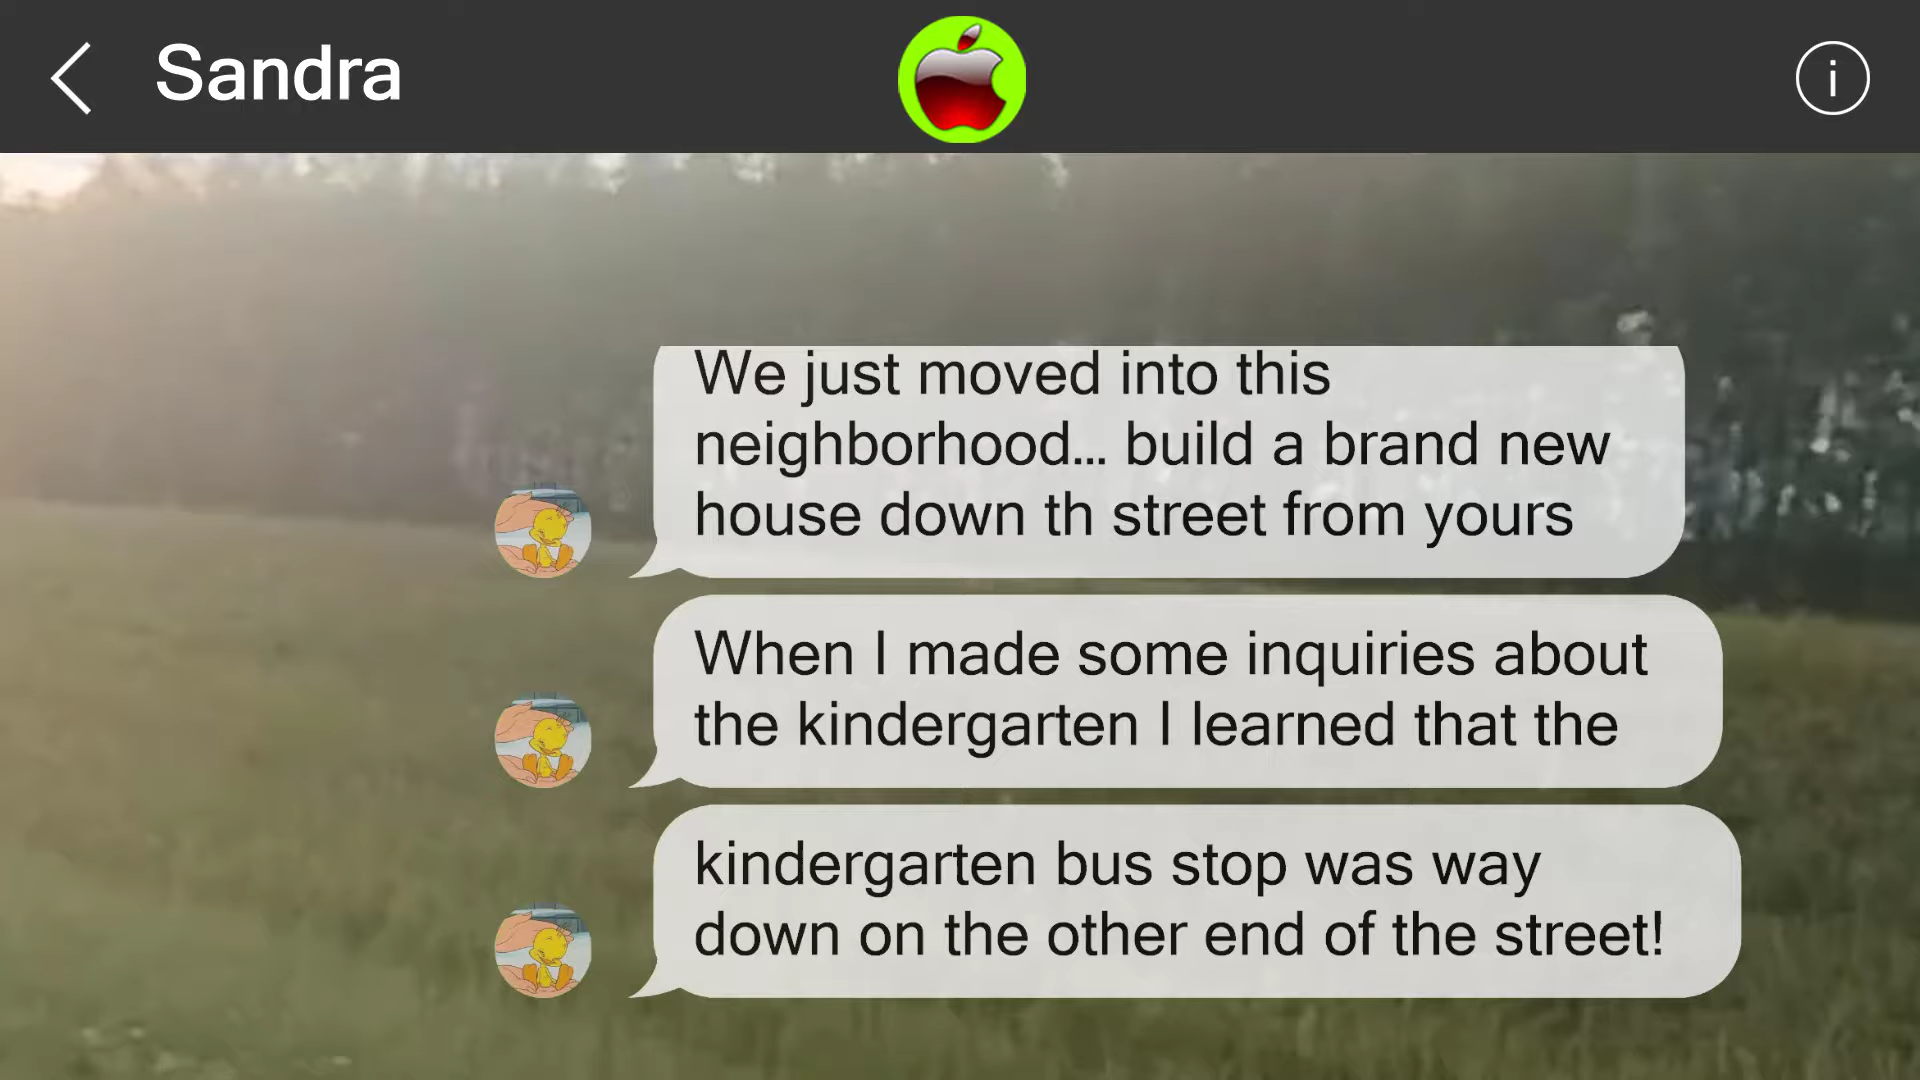 Sandra
We just moved into this
neighborhood... build a brand new
house down th street from yours
When I made some inquiries about
the kindergarten I learned that the
kindergarten bus stop was way
down on the other end of the street!